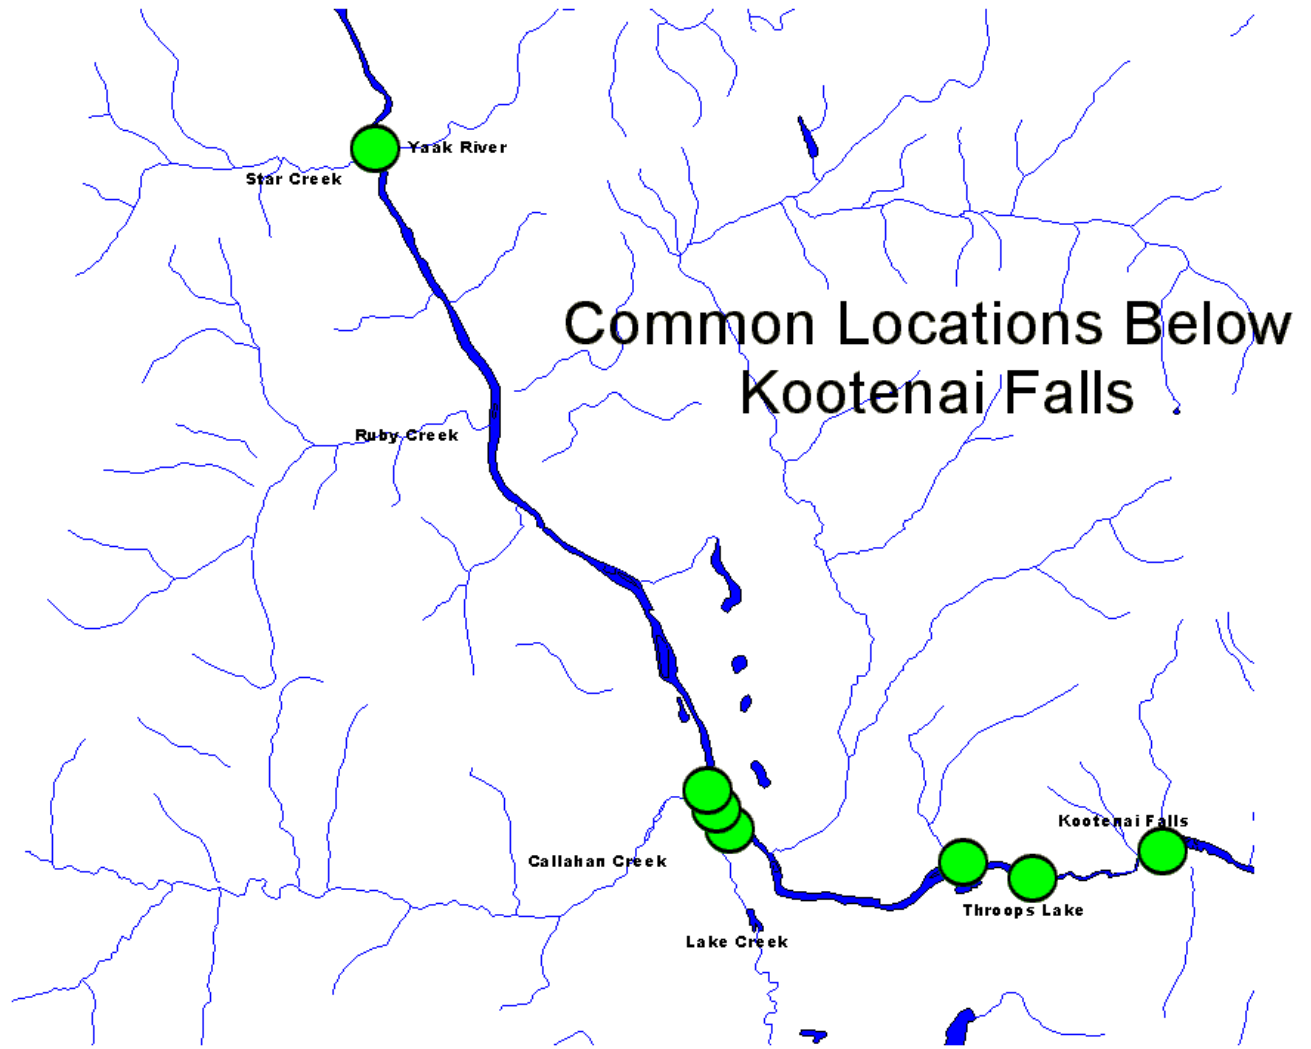 Yaak River
Star Creek
Common Locations Below
Kootenai Falls
Ruby Creek
Kootenai Falls
Callahan Creek
Throops Lake
Lake Creek